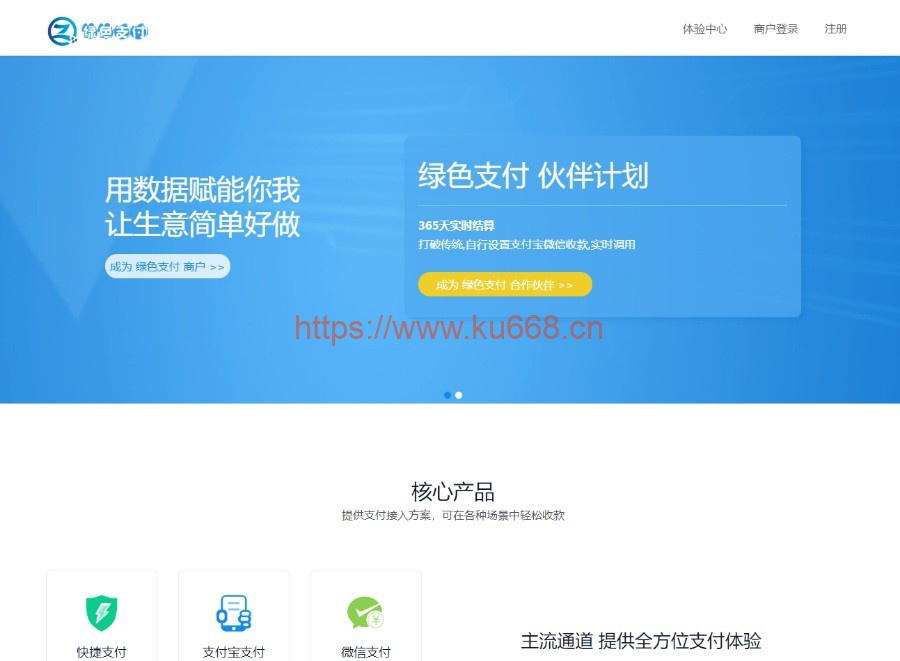 绿色支付
体验中心 商户登录 注册
用数据赋能你我
让生意简单好做
成为 绿色支付 商户 >>
绿色支付 伙伴计划
365天实时结算
打破传统,自行设置支付宝微信收款,实时调用
成为 绿色支付 合作伙伴 >>
https://www.ku668.cn
核心产品
提供支付接入方案，可在各种场景中轻松收款
快捷支付
支付宝支付
微信支付
主流通道 提供全方位支付体验